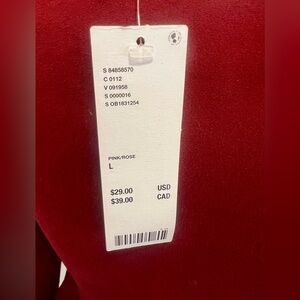 S 84858570
C 0112
V 091958
S 0000016
S OB1831254
PINK/ROSE
L
$29.00 USD
$39.00 CAD